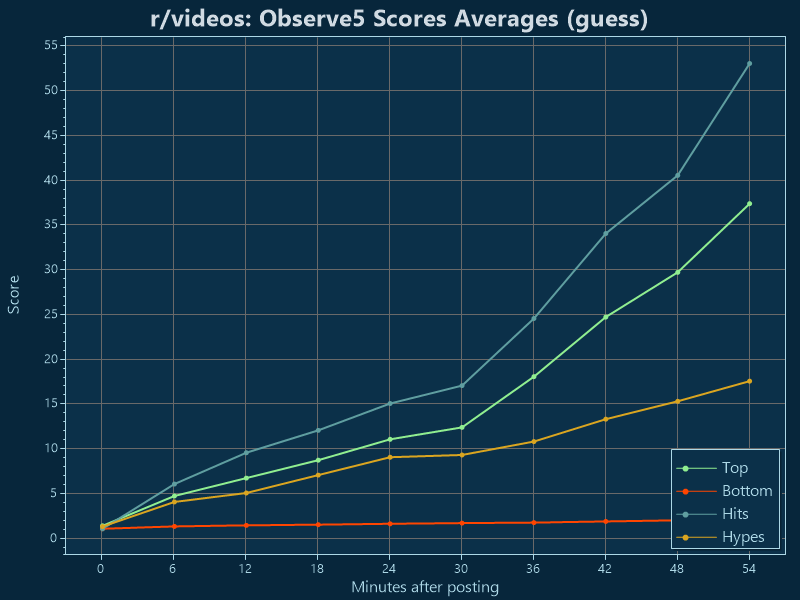 r/videos: Observe5 Scores Averages (guess)
55
50
45
40
35
30
25
20
15
10
5
0
Score
0 6 12 18 24 30 36 42 48 54
Minutes after posting
Top
Bottom
Hits
Hypes